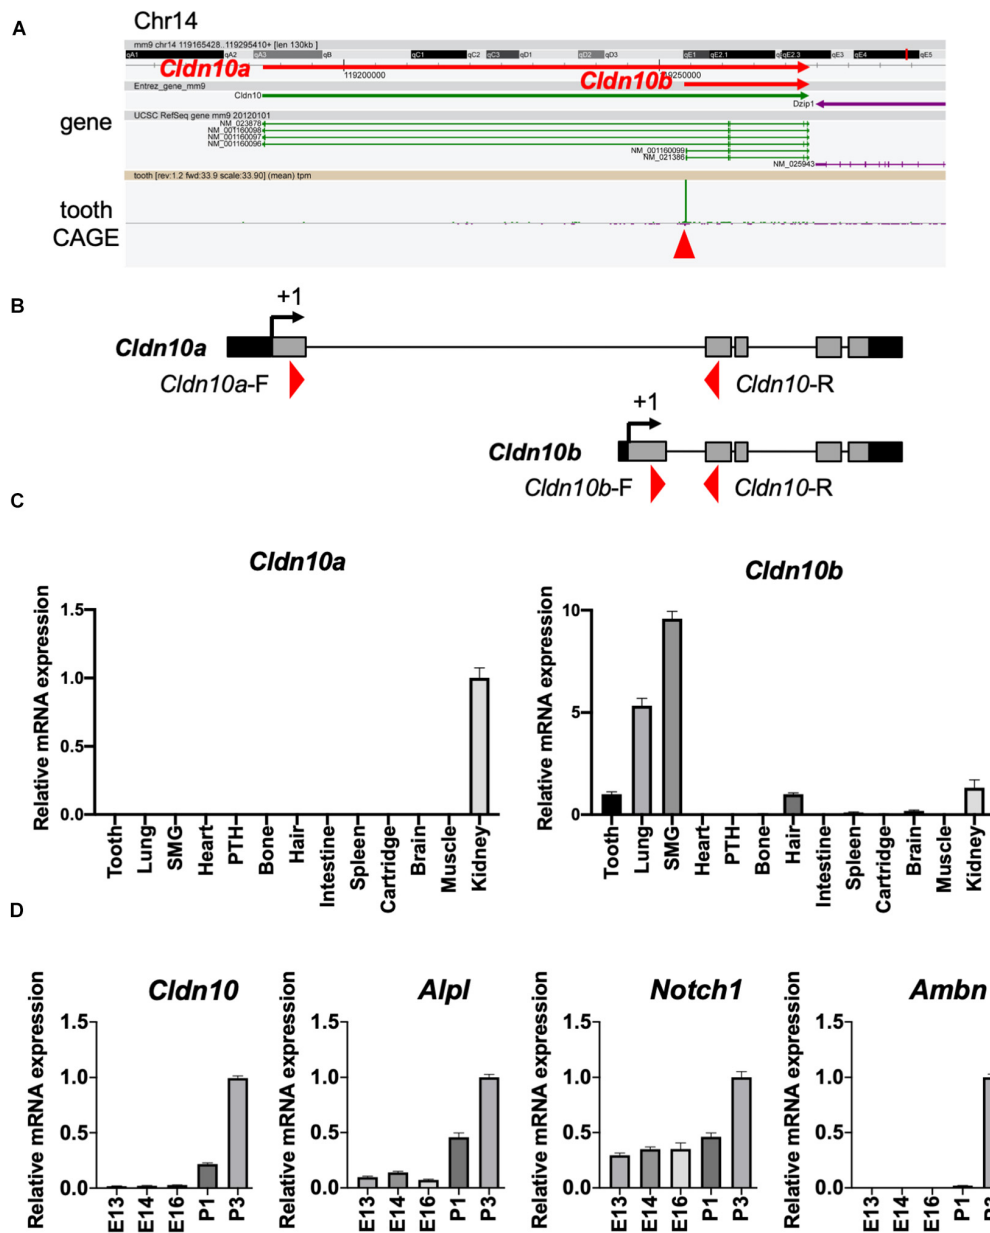 A
Chr14
mm9 chr14 119165428..119295410+ [len 130kb ]
qA1 qA2 qA3 qB qC1 qC2 qC3 qD1 qD2 qD3 qE1 qE2.1 qE2.3 qE3 qE4 qE5
Cldn10a
119200000
Cldn10b
119250000
Entrez_gene_mm9
Cldn10
Dzip1
gene
UCSC RefSeq gene mm9 20120101
NM_023878
NM_001160098
NM_001160097
NM_001160096
NM_001160099
NM_021386
NM_025943
tooth [rev:1.2 fwd:33.9 scale:33.90] (mean) tpm
tooth
CAGE
B
+1
Cldn10a
Cldn10a-F
Cldn10-R
+1
Cldn10b
Cldn10b-F
Cldn10-R
C
Cldn10a
Relative mRNA expression
1.5
1.0
0.5
0.0
Tooth
Lung
SMG
Heart
PTH
Bone
Hair
Intestine
Spleen
Cartridge
Brain
Muscle
Kidney
Cldn10b
Relative mRNA expression
10
5
0
Tooth
Lung
SMG
Heart
PTH
Bone
Hair
Intestine
Spleen
Cartridge
Brain
Muscle
Kidney
D
Cldn10
Relative mRNA expression
1.5
1.0
0.5
0.0
E13
E14
E16
P1
P3
Alpl
Relative mRNA expression
1.5
1.0
0.5
0.0
E13
E14
E16
P1
P3
Notch1
Relative mRNA expression
1.5
1.0
0.5
0.0
E13
E14
E16
P1
P3
Ambn
Relative mRNA expression
1.5
1.0
0.5
0.0
E13
E14
E16
P1
P3